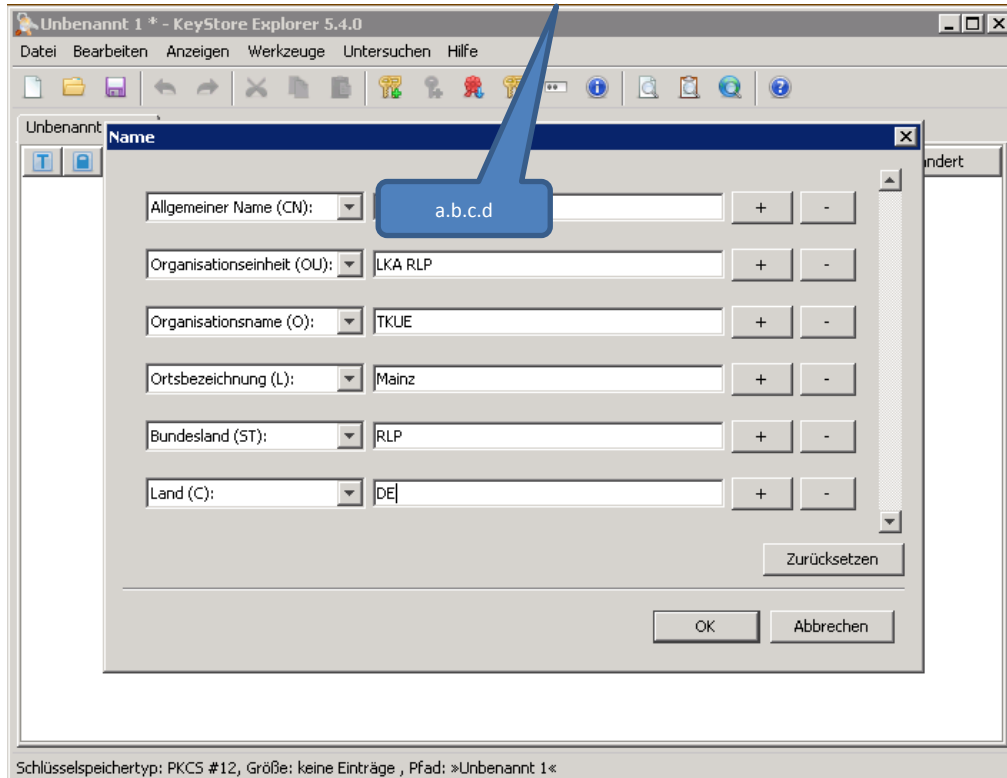 Unbenannt 1 * - KeyStore Explorer 5.4.0
Datei Bearbeiten Anzeigen Werkzeuge Untersuchen Hilfe
Unbenannt
Name
ndert
Allgemeiner Name (CN): a.b.c.d + -
Organisationseinheit (OU): LKA RLP + -
Organisationsname (O): TKUE + -
Ortsbezeichnung (L): Mainz + -
Bundesland (ST): RLP + -
Land (C): DE + -
Zurücksetzen
OK Abbrechen
Schlüsselspeichertyp: PKCS #12, Größe: keine Einträge , Pfad: »Unbenannt 1«